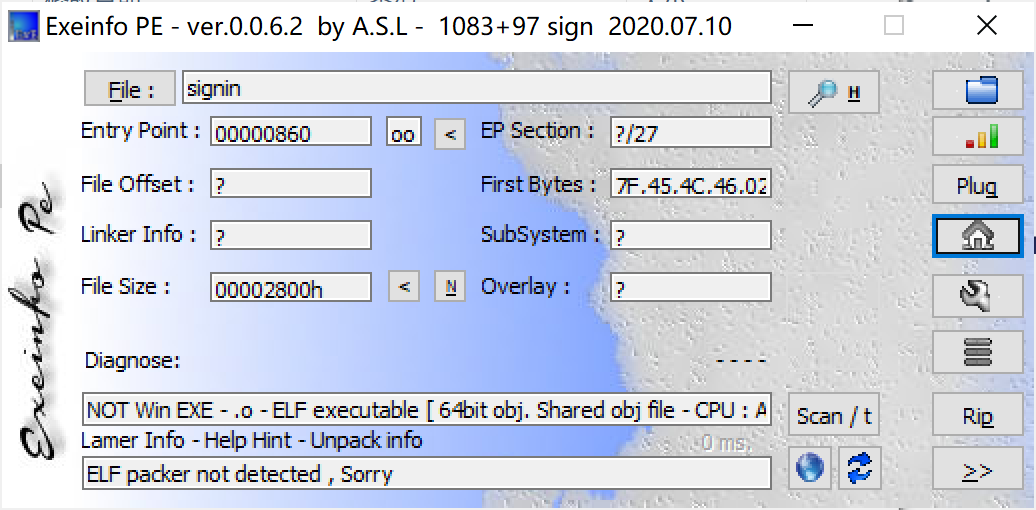 Exeinfo PE - ver.0.0.6.2 by A.S.L - 1083+97 sign 2020.07.10
File : signin H
Entry Point : 00000860 oo < EP Section : ?/27
File Offset : ? First Bytes : 7F.45.4C.46.02 Plug
Linker Info : ? SubSystem : ?
File Size : 00002800h < N Overlay : ?
Diagnose: - - - -
NOT Win EXE - .o - ELF executable [ 64bit obj. Shared obj file - CPU : A Scan / t Rip
Lamer Info - Help Hint - Unpack info 0 ms.
ELF packer not detected , Sorry >>
Exeinfo Pe